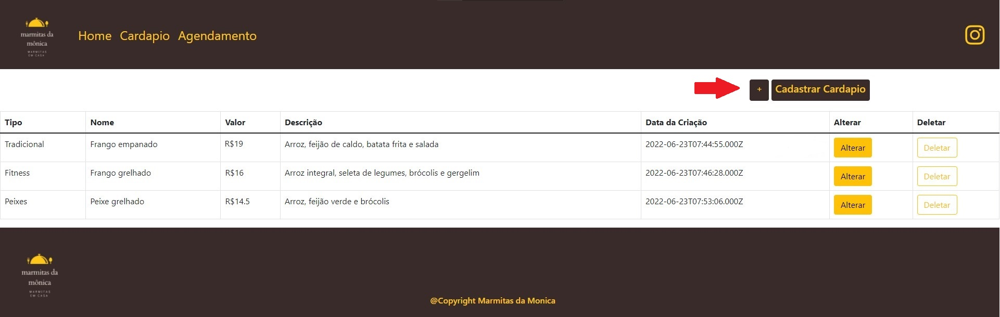 marmitas da
mônica
MARMITAS
EM CASA
Home Cardapio Agendamento
+ Cadastrar Cardapio
Tipo Nome Valor Descrição Data da Criação Alterar Deletar
Tradicional Frango empanado R$19 Arroz, feijão de caldo, batata frita e salada 2022-06-23T07:44:55.000Z Alterar Deletar
Fitness Frango grelhado R$16 Arroz integral, seleta de legumes, brócolis e gergelim 2022-06-23T07:46:28.000Z Alterar Deletar
Peixes Peixe grelhado R$14.5 Arroz, feijão verde e brócolis 2022-06-23T07:53:06.000Z Alterar Deletar
marmitas da
mônica
MARMITAS
EM CASA
@Copyright Marmitas da Monica